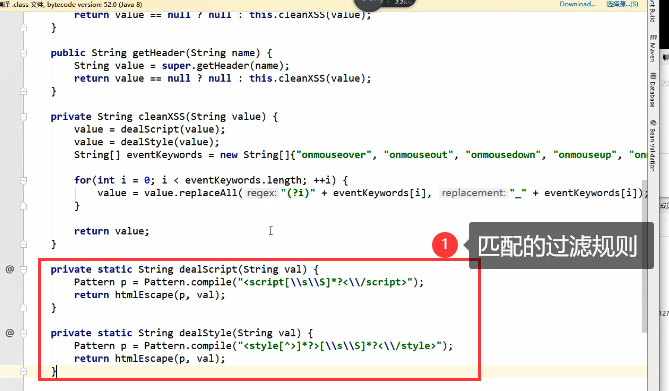 泽 .class 文件, bytecode version: 52.0 (Java 8)
Download...
选择源...(S)
return value == null ? null : this.cleanXSS(value);
}
public String getHeader(String name) {
String value = super.getHeader(name);
return value == null ? null : this.cleanXSS(value);
}
private String cleanXSS(String value) {
value = dealScript(value);
value = dealStyle(value);
String[] eventKeywords = new String[]{"onmouseover", "onmouseout", "onmousedown", "onmouseup", "on
for(int i = 0; i < eventKeywords.length; ++i) {
value = value.replaceAll( regex: "(?i)" + eventKeywords[i], replacement: "_" + eventKeywords[i]);
}
return value;
}
1 匹配的过滤规则
@ private static String dealScript(String val) {
Pattern p = Pattern.compile("<script[\\s\\S]*?<\\/script>");
return htmlEscape(p, val);
}
@ private static String dealStyle(String val) {
Pattern p = Pattern.compile("<style[^>]*?>[\\s\\S]*?<\\/style>");
return htmlEscape(p, val);
}
Build
Maven
Database
Bean Validation